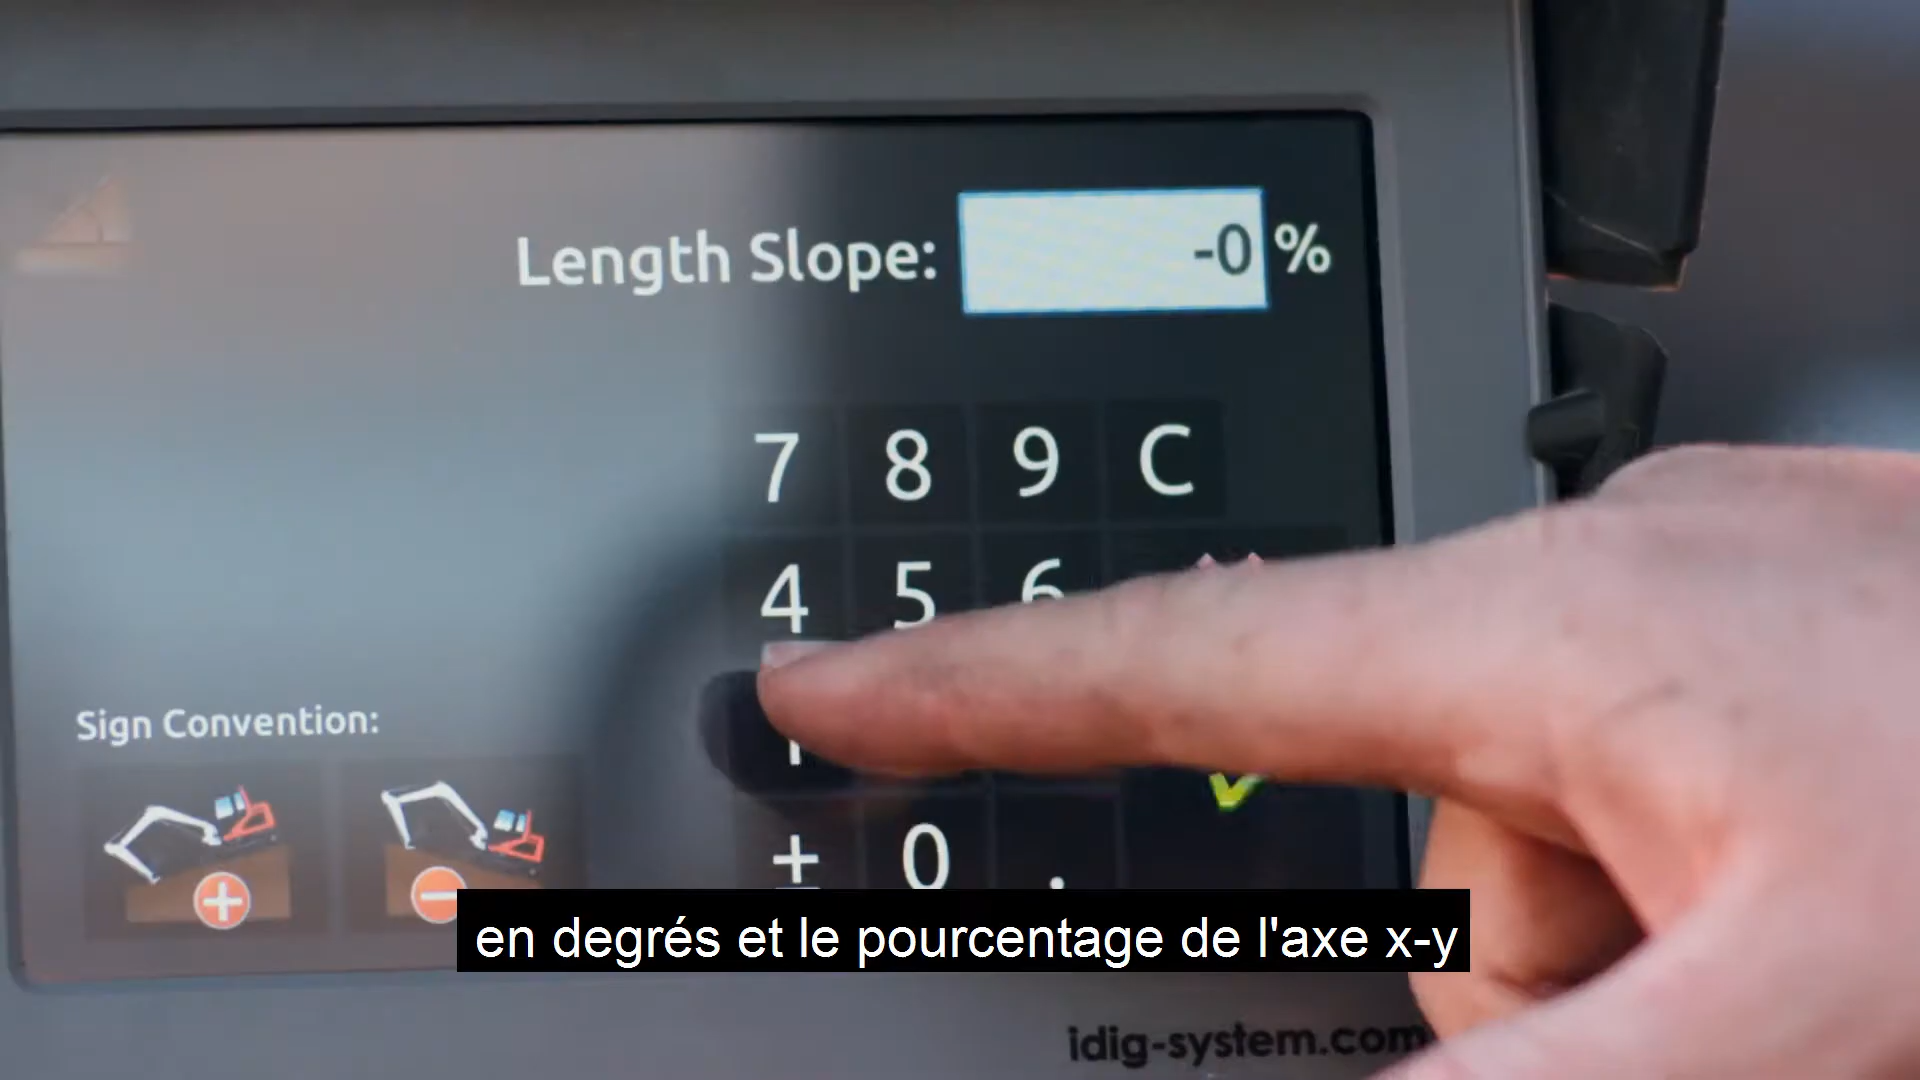 Length Slope: -0 %
7 8 9 C
4 5 6
Sign Convention:
± 0 .
en degrés et le pourcentage de l'axe x-y
idig-system.com